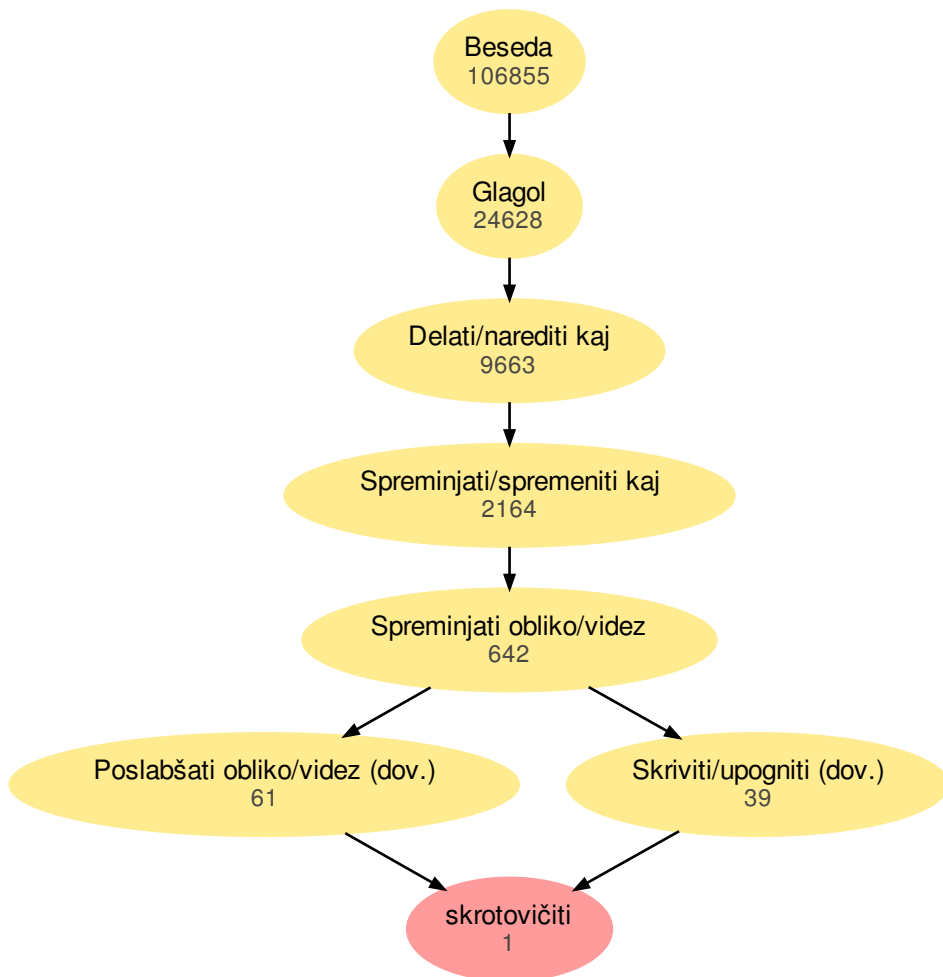 Beseda
106855
Glagol
24628
Delati/narediti kaj
9663
Spreminjati/spremeniti kaj
2164
Spreminjati obliko/videz
642
Poslabšati obliko/videz (dov.)
61
Skriviti/upogniti (dov.)
39
skrotovičiti
1